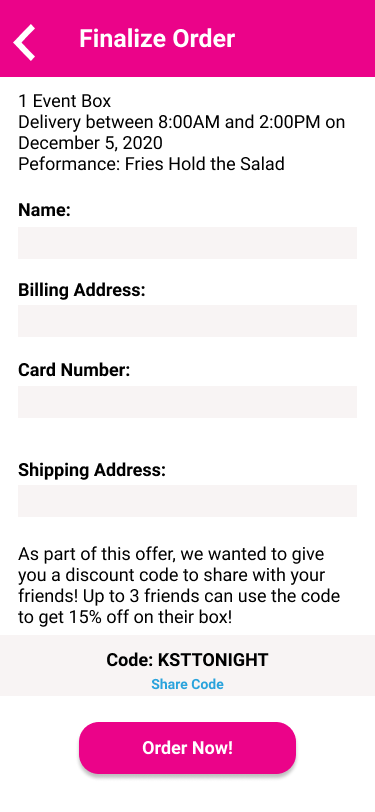 Finalize Order
1 Event Box
Delivery between 8:00AM and 2:00PM on
December 5, 2020
Peformance: Fries Hold the Salad
Name:
Billing Address:
Card Number:
Shipping Address:
As part of this offer, we wanted to give
you a discount code to share with your
friends! Up to 3 friends can use the code
to get 15% off on their box!
Code: KSTTONIGHT
Share Code
Order Now!